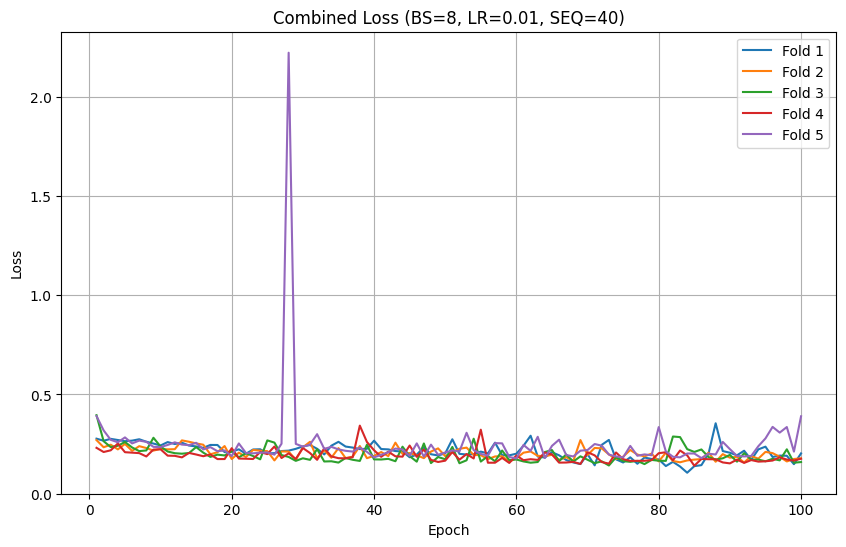 Combined Loss (BS=8, LR=0.01, SEQ=40)
Fold 1
Fold 2
Fold 3
Fold 4
Fold 5
2.0
1.5
1.0
0.5
0.0
Loss
0 20 40 60 80 100
Epoch